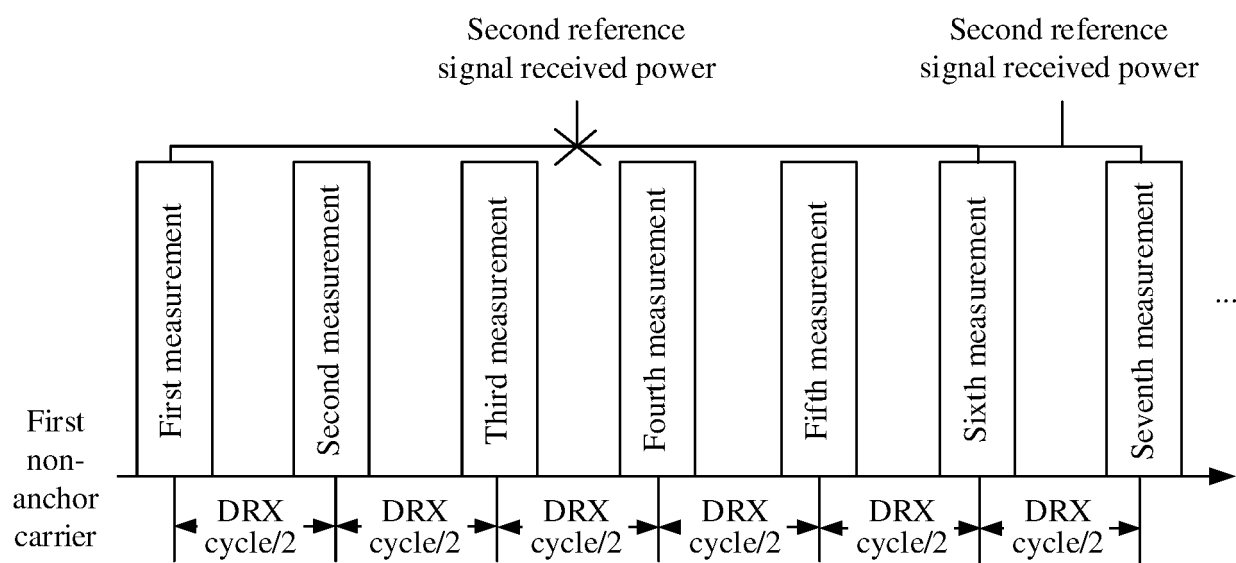 Second reference
signal received power
Second reference
signal received power
First measurement
Second measurement
Third measurement
Fourth measurement
Fifth measurement
Sixth measurement
Seventh measurement
...
First
non-
anchor
carrier
DRX
cycle/2
DRX
cycle/2
DRX
cycle/2
DRX
cycle/2
DRX
cycle/2
DRX
cycle/2